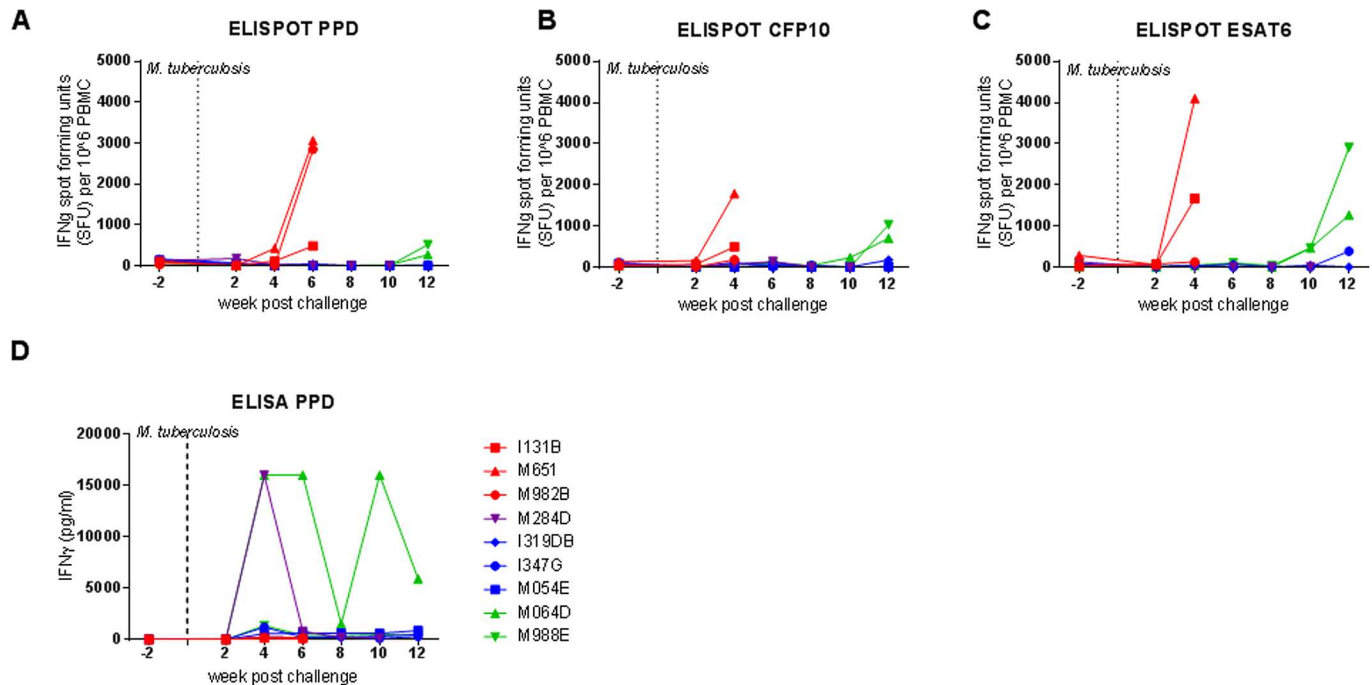 A
ELISPOT PPD
M. tuberculosis
IFNg spot forming units
(SFU) per 10^6 PBMC
5000
4000
3000
2000
1000
0
-2 2 4 6 8 10 12
week post challenge
B
ELISPOT CFP10
M. tuberculosis
IFNg spot forming units
(SFU) per 10^6 PBMC
5000
4000
3000
2000
1000
0
-2 2 4 6 8 10 12
week post challenge
C
ELISPOT ESAT6
M. tuberculosis
IFNg spot forming units
(SFU) per 10^6 PBMC
5000
4000
3000
2000
1000
0
-2 2 4 6 8 10 12
week post challenge
D
ELISA PPD
M. tuberculosis
IFNγ (pg/ml)
20000
15000
10000
5000
0
-2 2 4 6 8 10 12
week post challenge
I131B
M651
M982B
M284D
I319DB
I347G
M054E
M064D
M988E